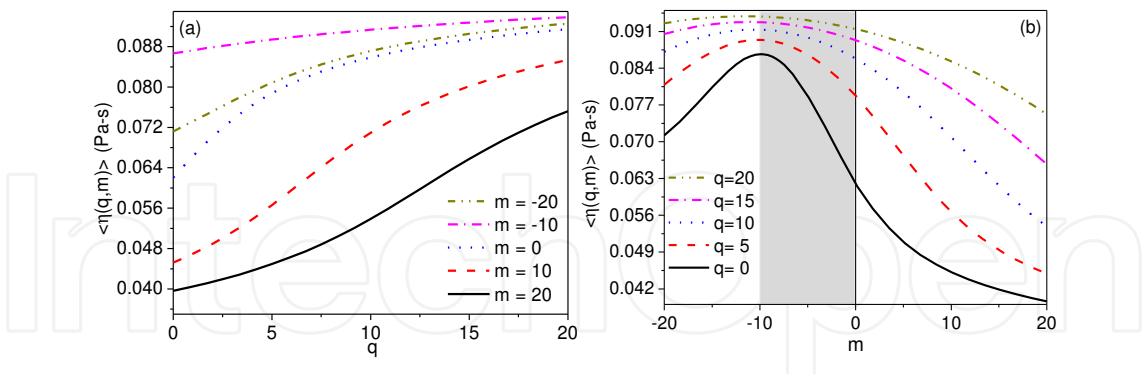 (a)
0.088
0.080
0.072
0.064
0.056
0.048
0.040
<η(q,m)> (Pa-s)
m = -20
m = -10
m = 0
m = 10
m = 20
0 5 10 15 20
q
(b)
0.091
0.084
0.077
0.070
0.063
0.056
0.049
0.042
<η(q,m)> (Pa-s)
q=20
q=15
q=10
q= 5
q= 0
-20 -10 0 10 20
m
IntechOpen